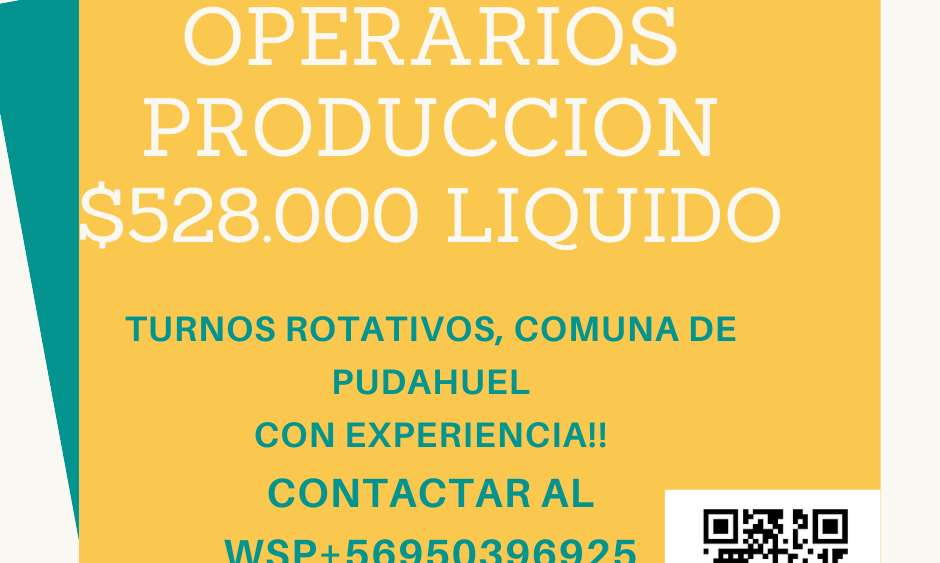 OPERARIOS
PRODUCCION
$528.000 LIQUIDO
TURNOS ROTATIVOS, COMUNA DE
PUDAHUEL
CON EXPERIENCIA!!
CONTACTAR AL
WSP+56950396925